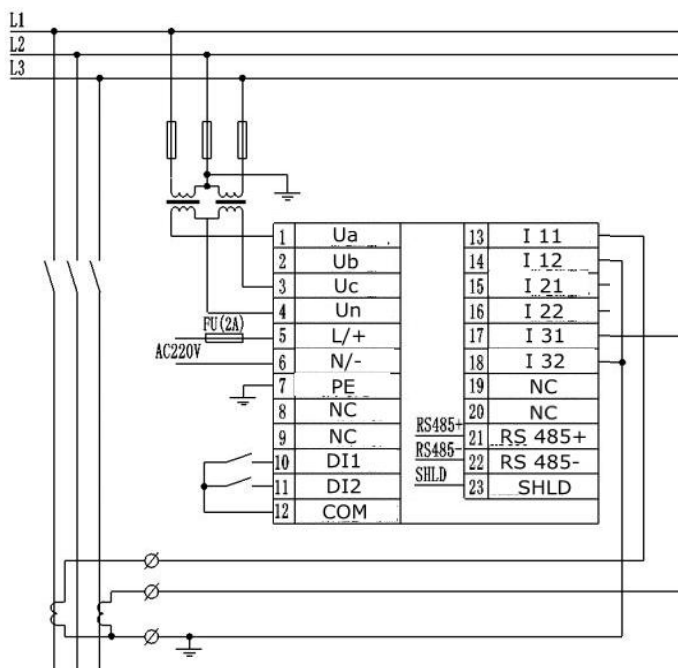 L1
L2
L3
1 Ua 13 I 11
2 Ub 14 I 12
3 Uc 15 I 21
4 Un 16 I 22
FU(2A)
5 L/+ 17 I 31
AC220V
6 N/- 18 I 32
7 PE 19 NC
8 NC 20 NC
RS485+
9 NC 21 RS 485+
RS485-
10 DI1 22 RS 485-
SHLD
11 DI2 23 SHLD
12 COM